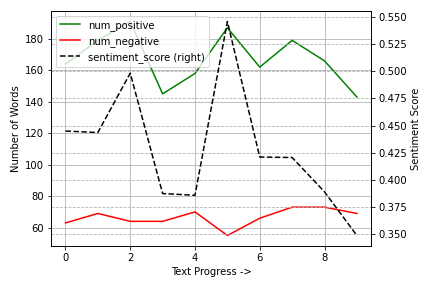 num_positive
num_negative
sentiment_score (right)
180
160
140
120
100
80
60
0.550
0.525
0.500
0.475
0.450
0.425
0.400
0.375
0.350
Number of Words
Sentiment Score
0 2 4 6 8
Text Progress ->